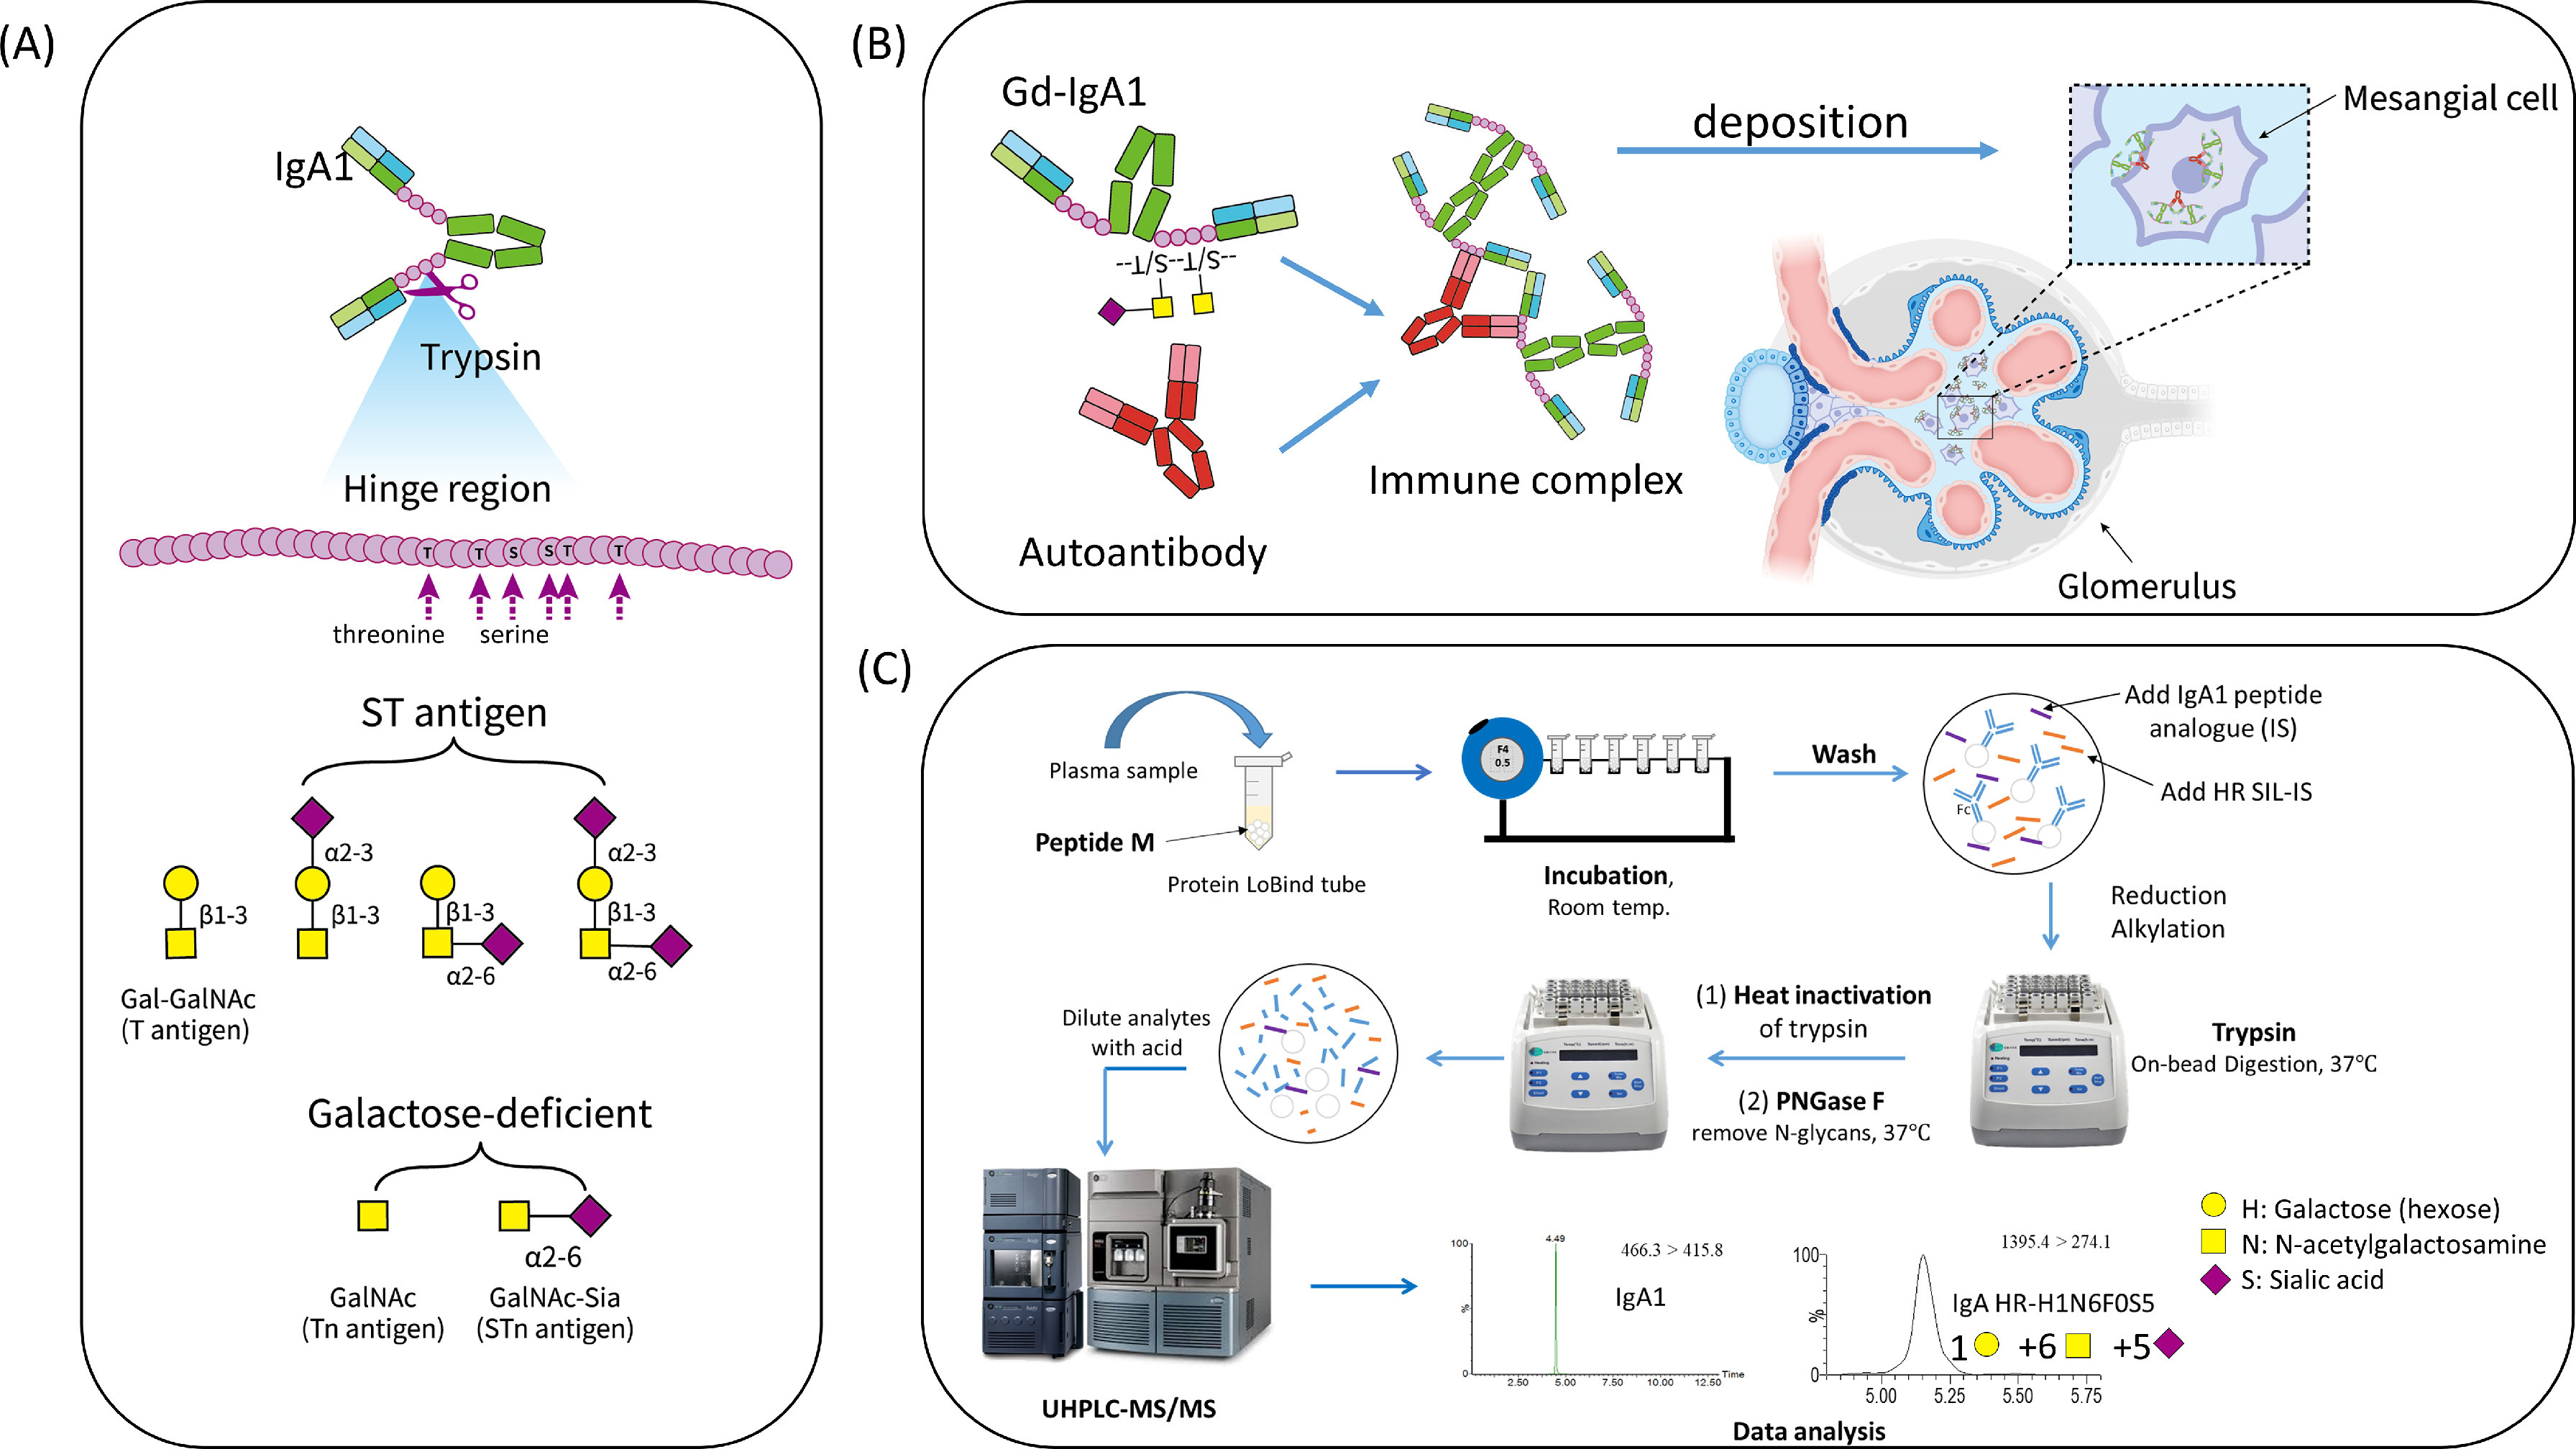 (A)
IgA1
Trypsin
Hinge region
T T S S T T
threonine serine
ST antigen
α2-3 α2-3
β1-3 β1-3 β1-3 β1-3
α2-6 α2-6
Gal-GalNAc
(T antigen)
Galactose-deficient
α2-6
GalNAc
(Tn antigen)
GalNAc-Sia
(STn antigen)
(B)
Gd-IgA1
--T/S--T/S--
Autoantibody
Immune complex
deposition
Mesangial cell
Glomerulus
(C)
Plasma sample
Peptide M
Protein LoBind tube
F4
0.5
Incubation,
Room temp.
Wash
Add IgA1 peptide
analogue (IS)
Add HR SIL-IS
Fc
Reduction
Alkylation
Trypsin
On-bead Digestion, 37℃
(1) Heat inactivation
of trypsin
(2) PNGase F
remove N-glycans, 37℃
Dilute analytes
with acid
UHPLC-MS/MS
100
%
0
4.49
466.3 > 415.8
IgA1
2.50 5.00 7.50 10.00 12.50 Time
100
%
0
1395.4 > 274.1
IgA HR-H1N6F0S5
1 +6 +5
5.00 5.25 5.50 5.75
Data analysis
H: Galactose (hexose)
N: N-acetylgalactosamine
S: Sialic acid